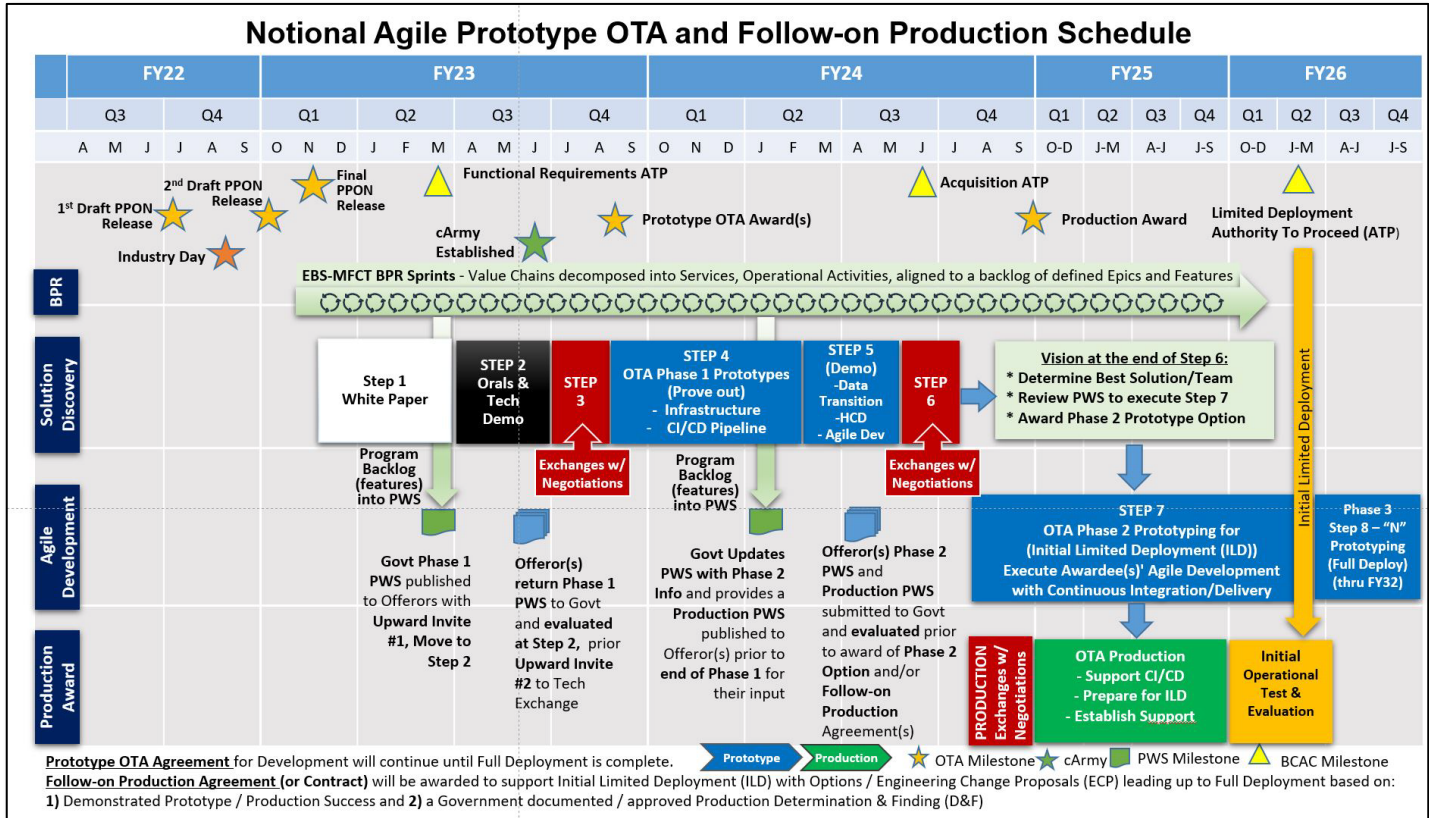 Notional Agile Prototype OTA and Follow-on Production Schedule
FY22 FY23 FY24 FY25 FY26
Q3 Q4 Q1 Q2 Q3 Q4 Q1 Q2 Q3 Q4 Q1 Q2 Q3 Q4 Q1 Q2 Q3 Q4
A M J J A S O N D J F M A M J J A S O N D J F M A M J J A S O-D J-M A-J J-S O-D J-M A-J J-S
1st Draft PPON
Release
Industry Day
2nd Draft PPON
Release
Final
PPON
Release
Functional Requirements ATP
cArmy
Established
Prototype OTA Award(s)
Acquisition ATP
Production Award
Limited Deployment
Authority To Proceed (ATP)
BPR
EBS-MFCT BPR Sprints - Value Chains decomposed into Services, Operational Activities, aligned to a backlog of defined Epics and Features
Solution
Discovery
Step 1
White Paper
STEP 2
Orals &
Tech
Demo
STEP
3
Exchanges w/
Negotiations
STEP 4
OTA Phase 1 Prototypes
(Prove out)
- Infrastructure
- CI/CD Pipeline
STEP 5
(Demo)
-Data
Transition
-HCD
- Agile Dev
STEP
6
Exchanges w/
Negotiations
Vision at the end of Step 6:
* Determine Best Solution/Team
* Review PWS to execute Step 7
* Award Phase 2 Prototype Option
Initial Limited Deployment
Agile
Development
Program
Backlog
(features)
into PWS
Govt Phase 1
PWS published
to Offerors with
Upward Invite
#1, Move to
Step 2
Offeror(s)
return Phase 1
PWS to Govt
and evaluated
at Step 2, prior
Upward Invite
#2 to Tech
Exchange
Program
Backlog
(features)
into PWS
Govt Updates
PWS with Phase 2
Info and provides a
Production PWS
published to
Offeror(s) prior to
end of Phase 1 for
their input
Offeror(s) Phase 2
PWS and
Production PWS
submitted to Govt
and evaluated prior
to award of Phase 2
Option and/or
Follow-on
Production
Agreement(s)
STEP 7
OTA Phase 2 Prototyping for
(Initial Limited Deployment (ILD))
Execute Awardee(s)' Agile Development
with Continuous Integration/Delivery
Phase 3
Step 8 – “N”
Prototyping
(Full Deploy)
(thru FY32)
Production
Award
PRODUCTION
Exchanges w/
Negotiations
OTA Production
- Support CI/CD
- Prepare for ILD
- Establish Support
Initial
Operational
Test &
Evaluation
Prototype Production OTA Milestone cArmy PWS Milestone BCAC Milestone
Prototype OTA Agreement for Development will continue until Full Deployment is complete.
Follow-on Production Agreement (or Contract) will be awarded to support Initial Limited Deployment (ILD) with Options / Engineering Change Proposals (ECP) leading up to Full Deployment based on:
1) Demonstrated Prototype / Production Success and 2) a Government documented / approved Production Determination & Finding (D&F)